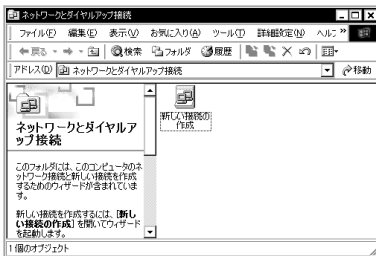 ネットワークとダイヤルアップ接続
ファイル(F) 編集(E) 表示(V) お気に入り(A) ツール(T) 詳細設定(N) ヘルプ »
戻る 検索 フォルダ 履歴
アドレス(D) ネットワークとダイヤルアップ接続 移動
ネットワークとダイヤルア
ップ接続
このフォルダには、このコンピュータのネ
ットワーク接続と新しい接続を作成
するためのウィザードが含まれていま
す。
新しい接続を作成するには、[新し
い接続の作成] を開いてウィザード
を起動します。
新しい接続の
作成
1 個のオブジェクト